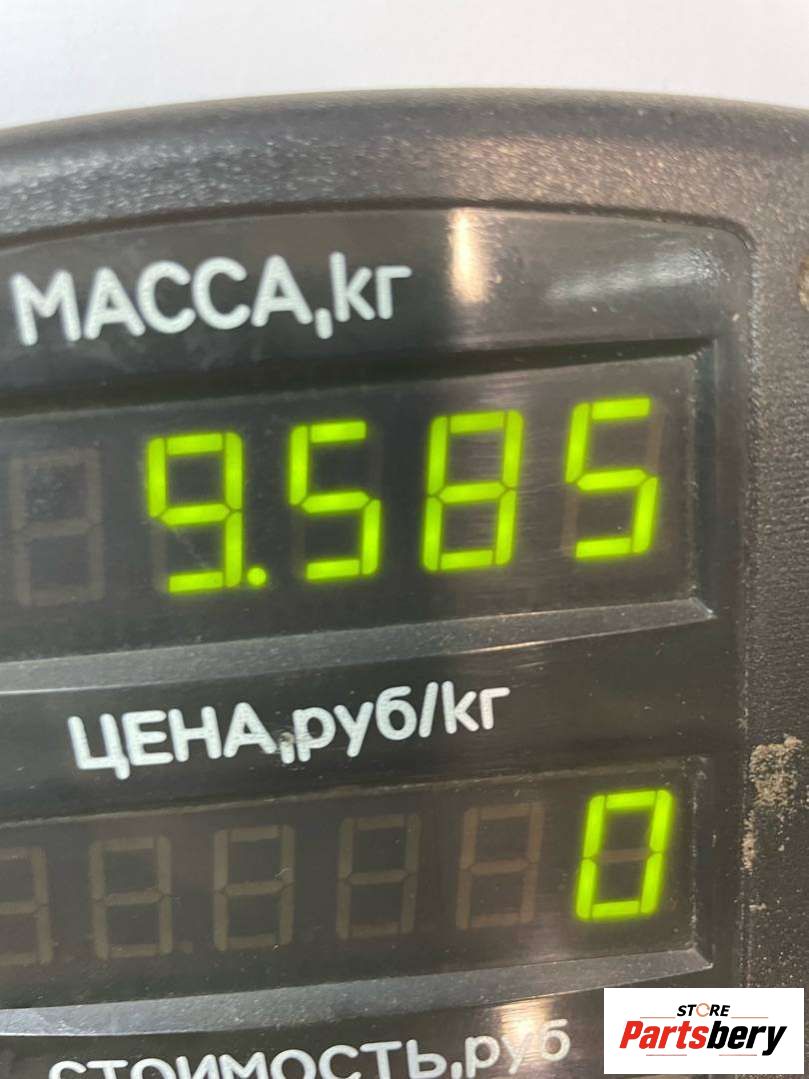 МАССА,кг
9.585
ЦЕНА,руб/кг
0
СТОИМОСТЬ,руб
STORE
Partsbery